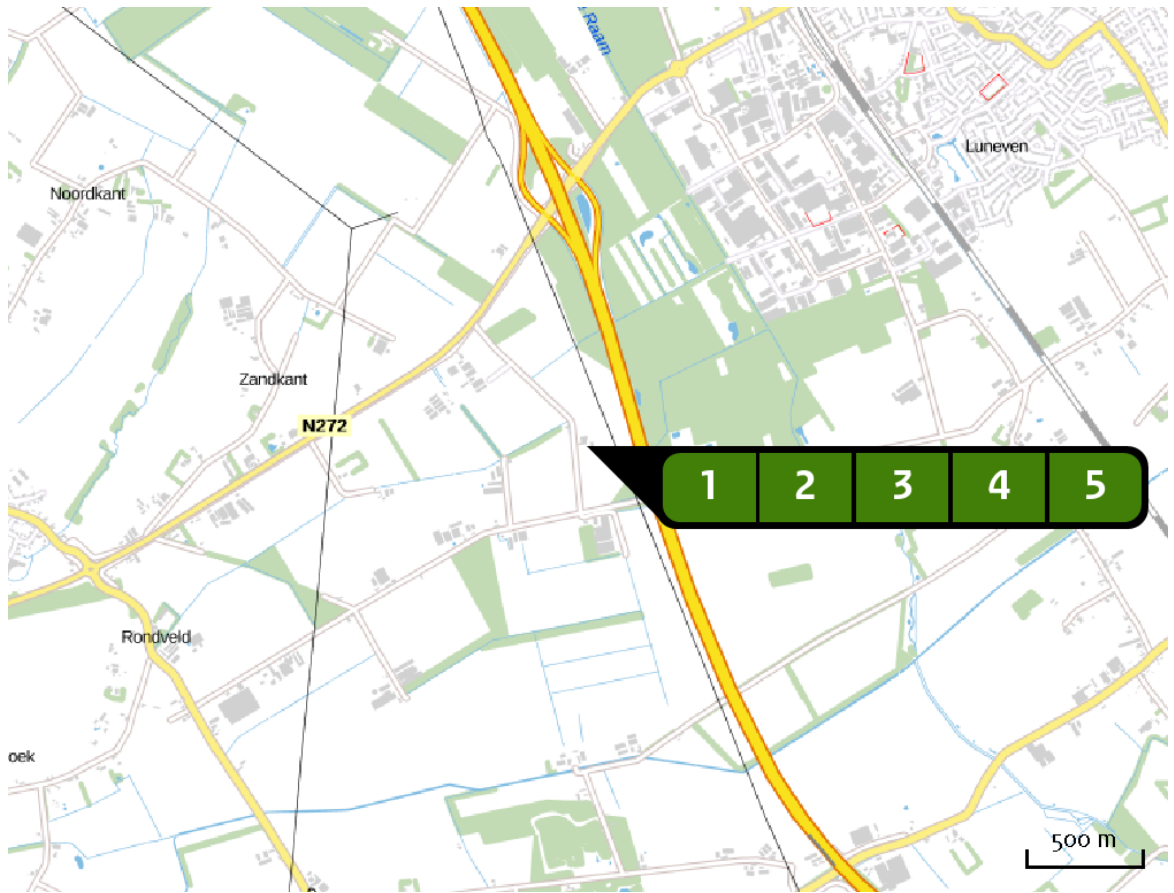 Raam
Luneven
Noordkant
Zandkant
N272
1 2 3 4 5
Rondveld
oek
500 m